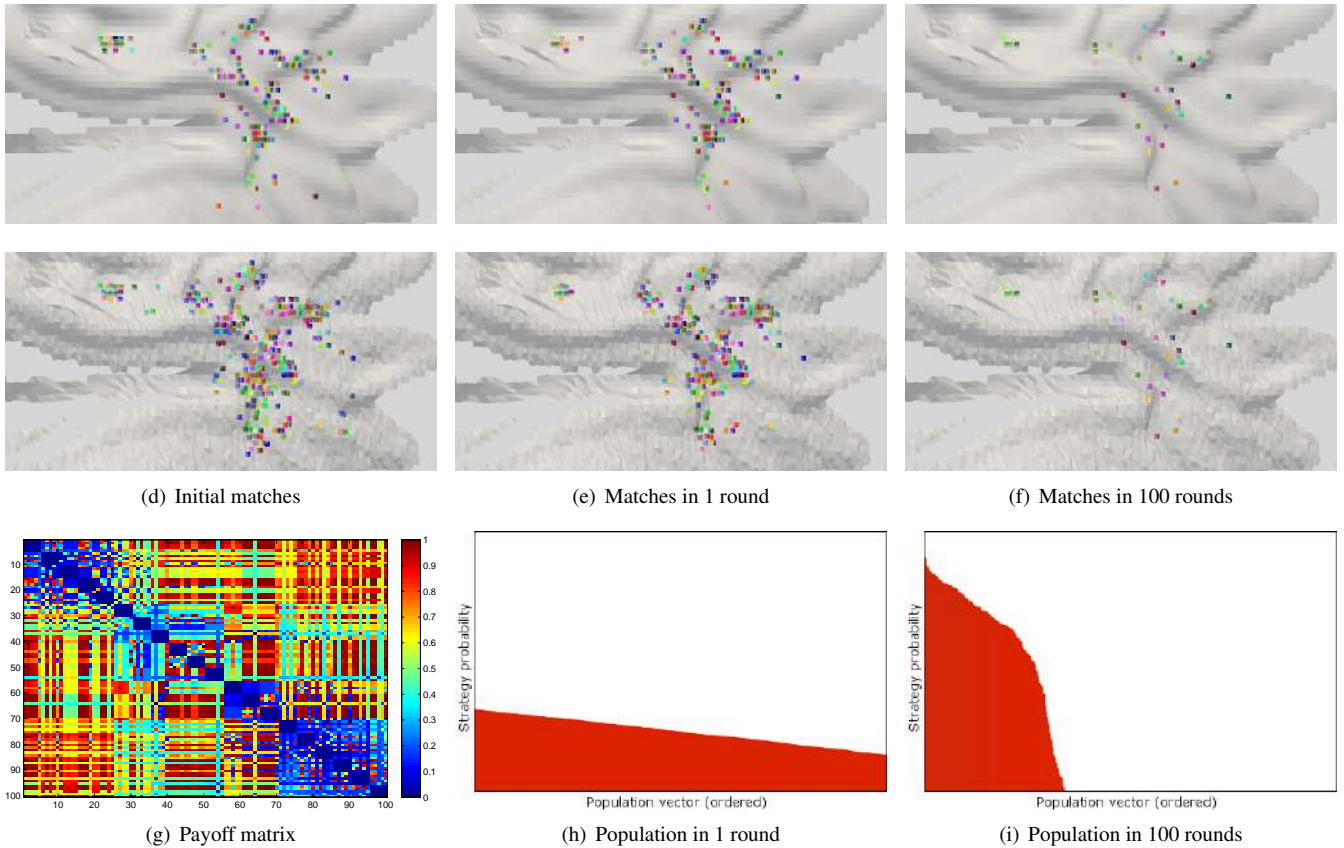 (d) Initial matches
(e) Matches in 1 round
(f) Matches in 100 rounds
10
20
30
40
50
60
70
80
90
100
10 20 30 40 50 60 70 80 90 100
1
0.9
0.8
0.7
0.6
0.5
0.4
0.3
0.2
0.1
0
Strategy probability
Population vector (ordered)
Strategy probability
Population vector (ordered)
(g) Payoff matrix
(h) Population in 1 round
(i) Population in 100 rounds